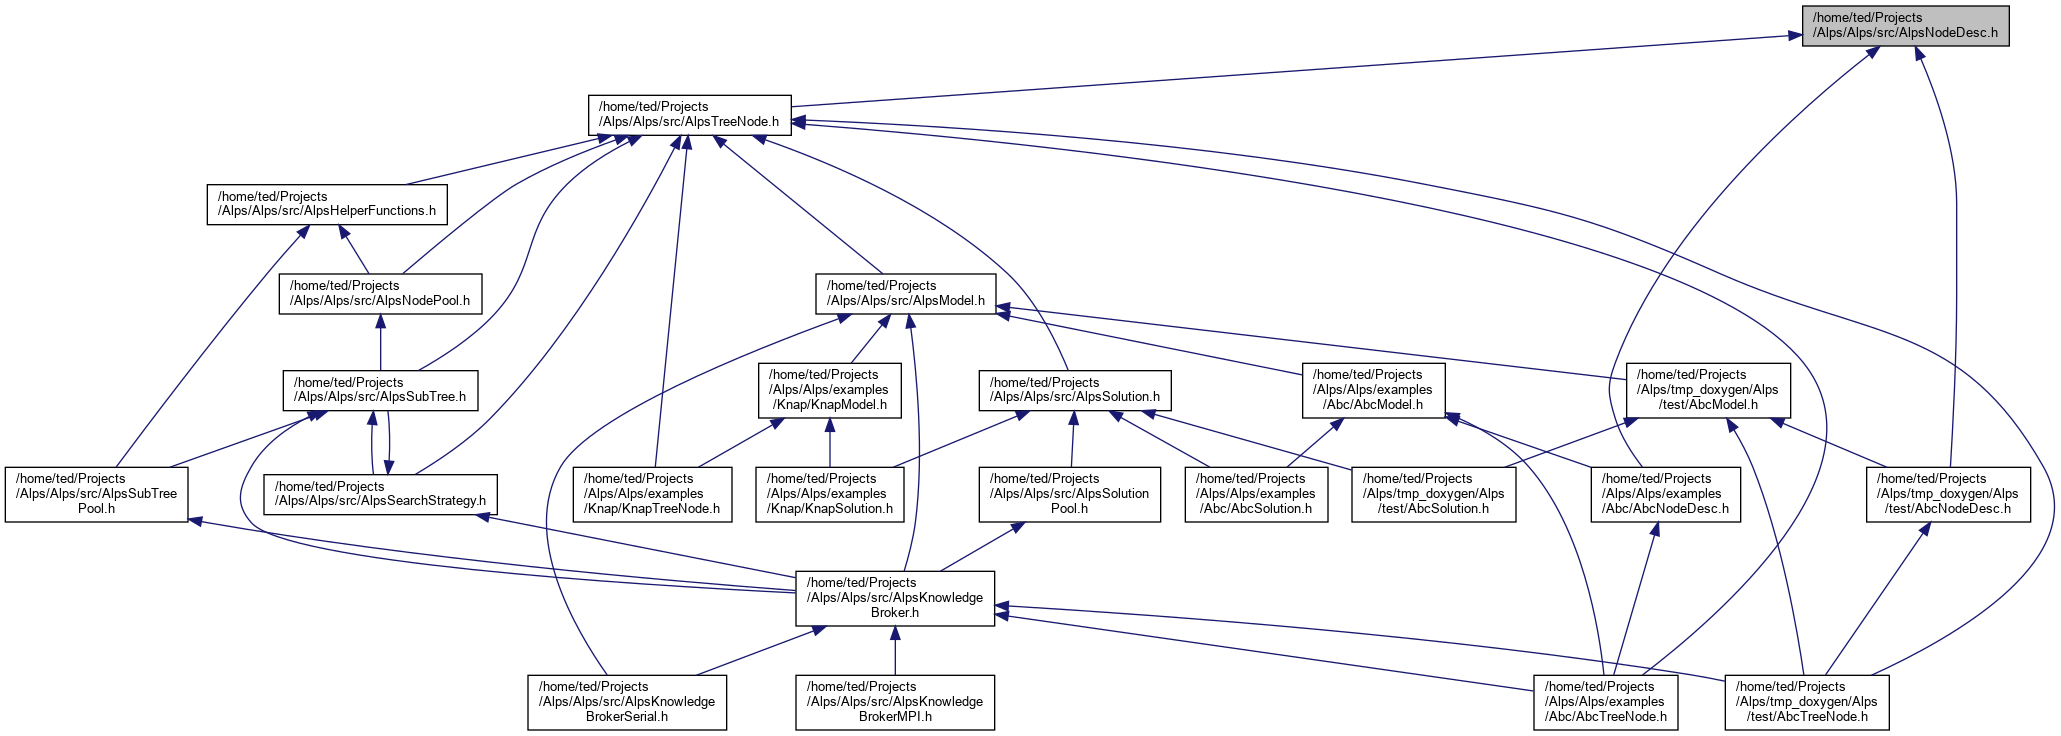 /home/ted/Projects
/Alps/Alps/src/AlpsNodeDesc.h
/home/ted/Projects
/Alps/Alps/src/AlpsTreeNode.h
/home/ted/Projects
/Alps/Alps/src/AlpsHelperFunctions.h
/home/ted/Projects
/Alps/Alps/src/AlpsNodePool.h
/home/ted/Projects
/Alps/Alps/src/AlpsModel.h
/home/ted/Projects
/Alps/Alps/src/AlpsSubTree.h
/home/ted/Projects
/Alps/Alps/examples
/Knap/KnapModel.h
/home/ted/Projects
/Alps/Alps/src/AlpsSolution.h
/home/ted/Projects
/Alps/Alps/examples
/Abc/AbcModel.h
/home/ted/Projects
/Alps/tmp_doxygen/Alps
/test/AbcModel.h
/home/ted/Projects
/Alps/Alps/src/AlpsSubTree
Pool.h
/home/ted/Projects
/Alps/Alps/src/AlpsSearchStrategy.h
/home/ted/Projects
/Alps/Alps/examples
/Knap/KnapTreeNode.h
/home/ted/Projects
/Alps/Alps/examples
/Knap/KnapSolution.h
/home/ted/Projects
/Alps/Alps/src/AlpsSolution
Pool.h
/home/ted/Projects
/Alps/Alps/examples
/Abc/AbcSolution.h
/home/ted/Projects
/Alps/tmp_doxygen/Alps
/test/AbcSolution.h
/home/ted/Projects
/Alps/Alps/examples
/Abc/AbcNodeDesc.h
/home/ted/Projects
/Alps/tmp_doxygen/Alps
/test/AbcNodeDesc.h
/home/ted/Projects
/Alps/Alps/src/AlpsKnowledge
Broker.h
/home/ted/Projects
/Alps/Alps/src/AlpsKnowledge
BrokerSerial.h
/home/ted/Projects
/Alps/Alps/src/AlpsKnowledge
BrokerMPI.h
/home/ted/Projects
/Alps/Alps/examples
/Abc/AbcTreeNode.h
/home/ted/Projects
/Alps/tmp_doxygen/Alps
/test/AbcTreeNode.h